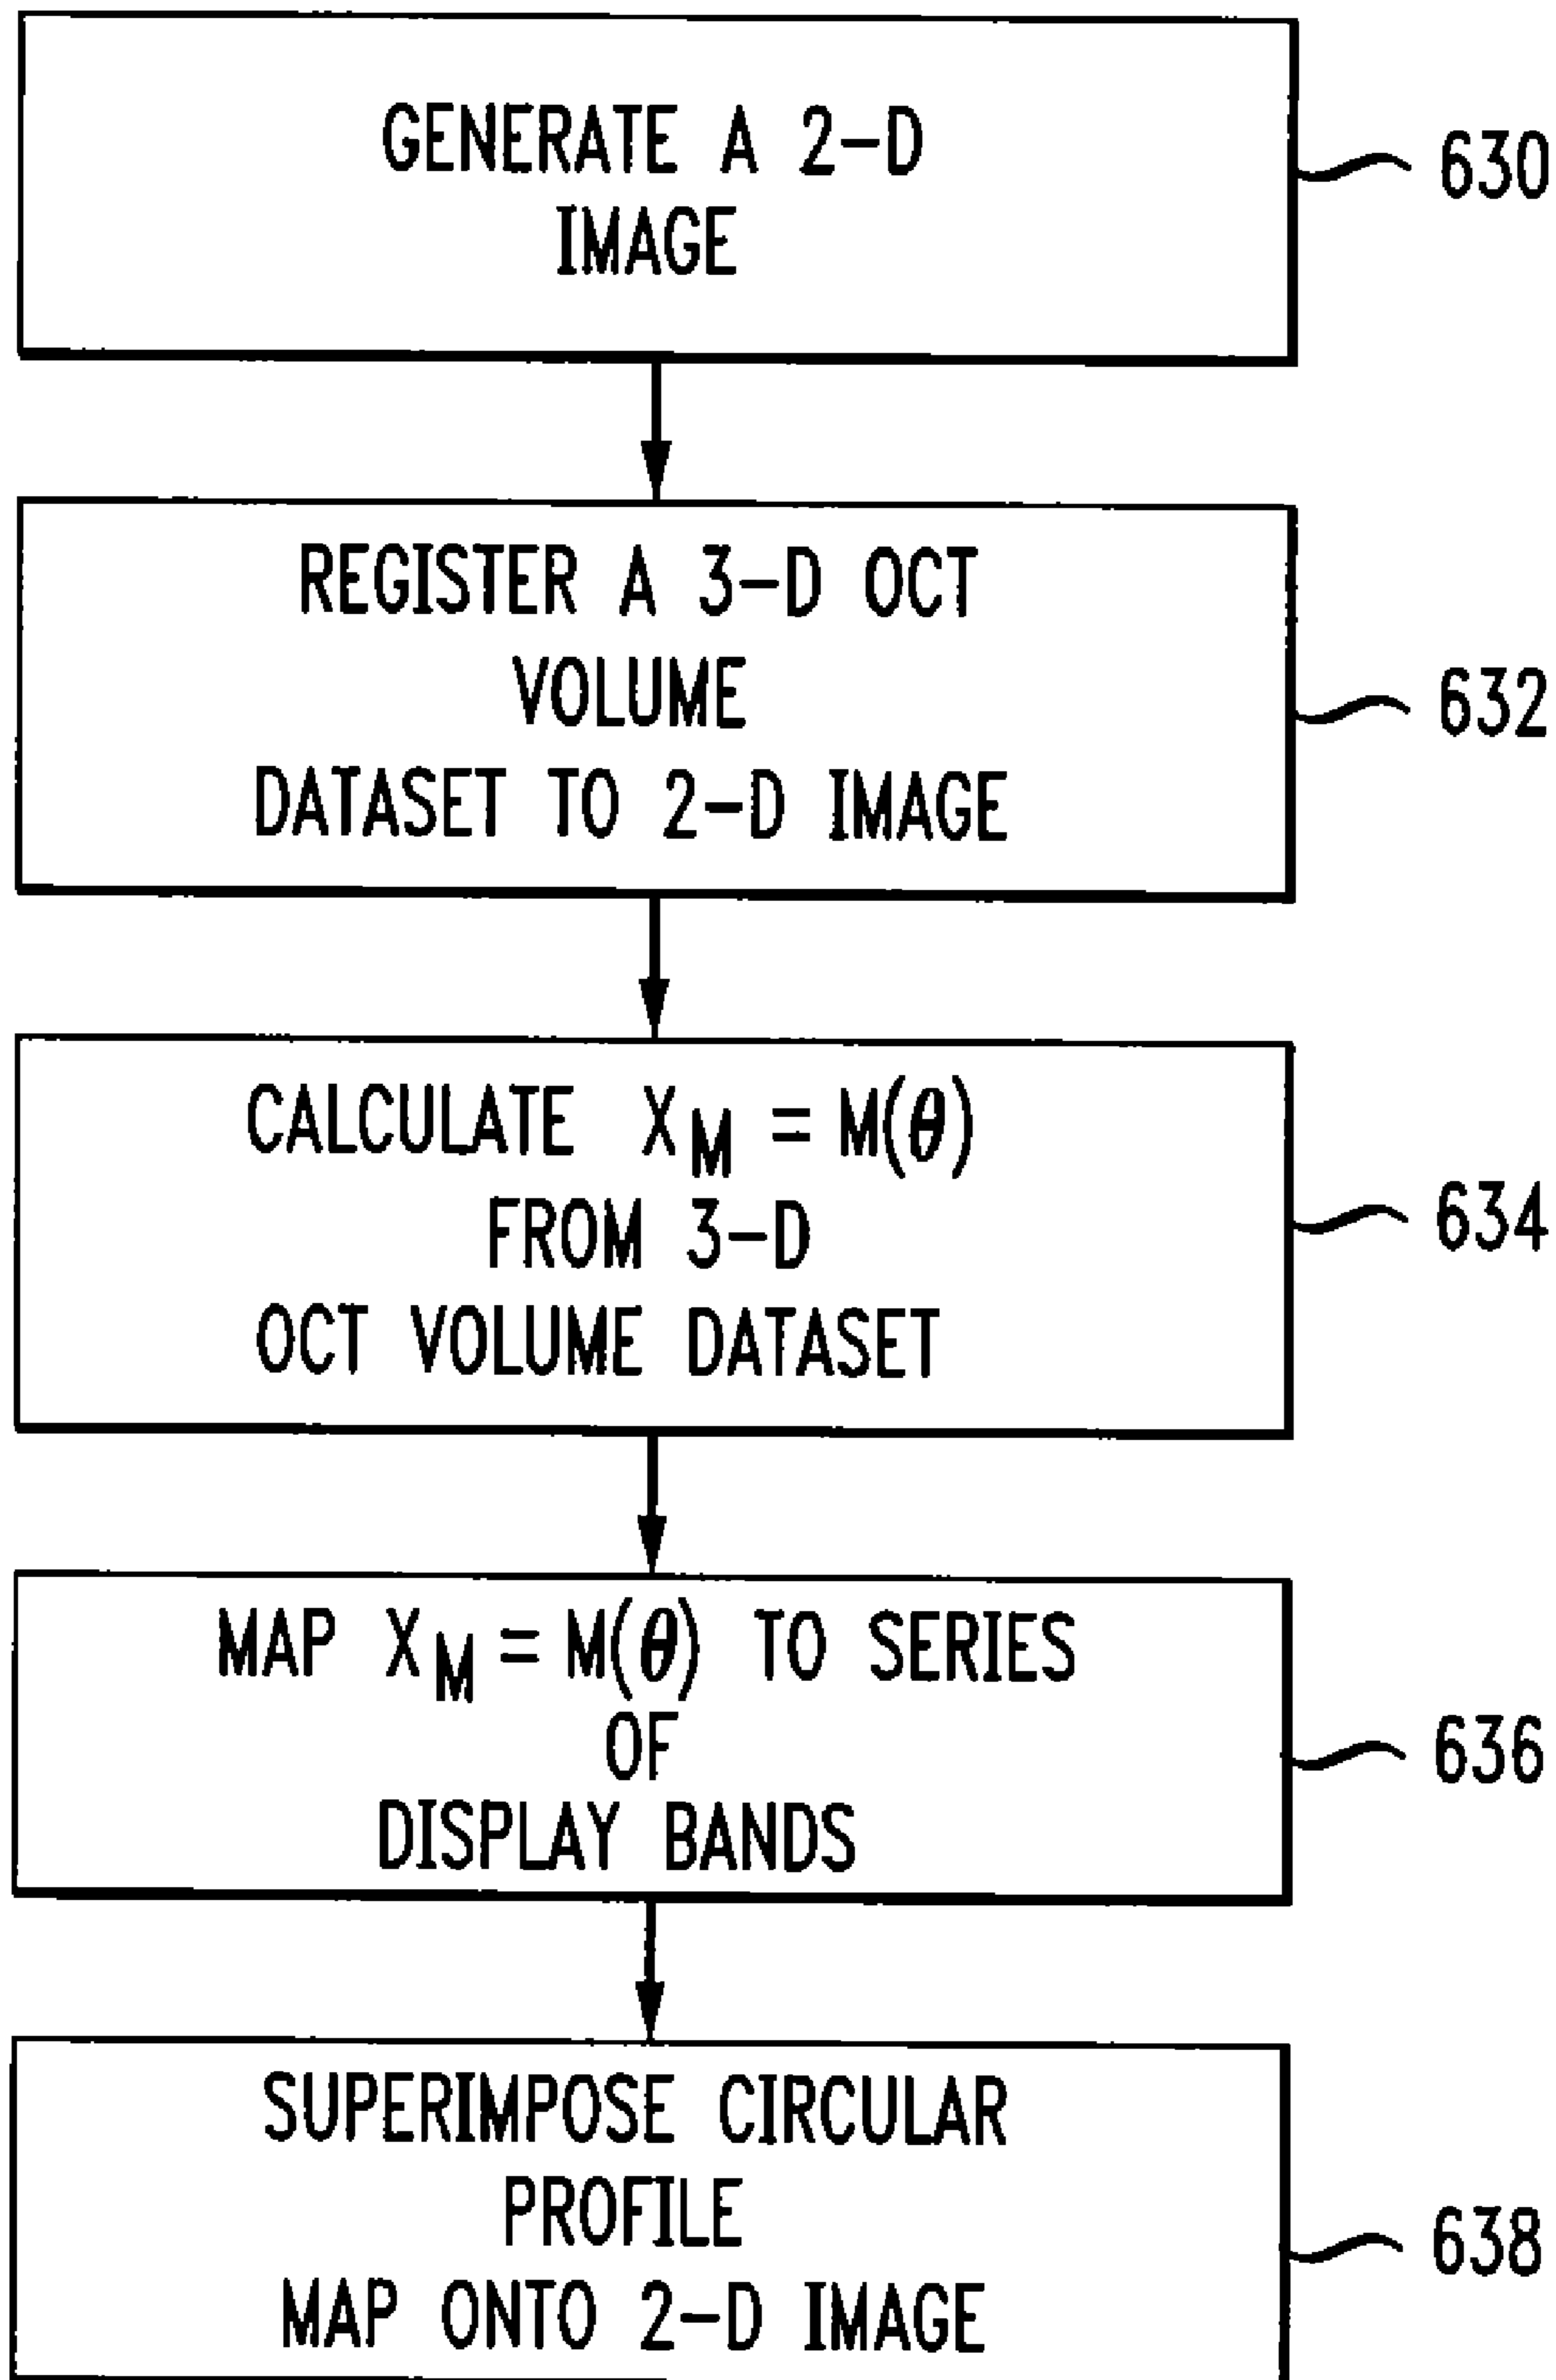 GENERATE A 2-D
IMAGE
630
REGISTER A 3-D OCT
VOLUME
DATASET TO 2-D IMAGE
632
CALCULATE X_M = M(θ)
FROM 3-D
OCT VOLUME DATASET
634
MAP X_M = M(θ) TO SERIES
OF
DISPLAY BANDS
636
SUPERIMPOSE CIRCULAR
PROFILE
MAP ONTO 2-D IMAGE
638